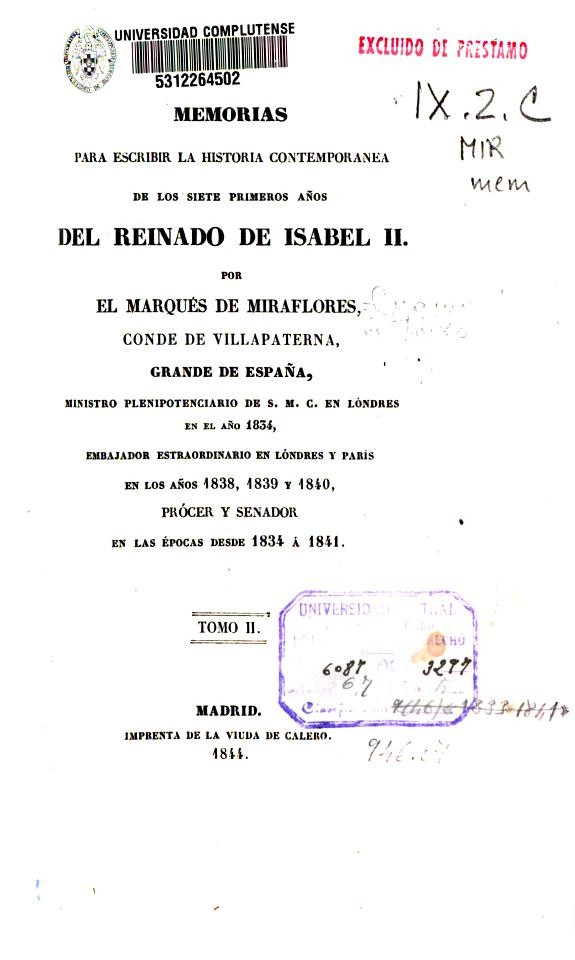 UNIVERSIDAD COMPLUTENSE
5312264502
EXCLUIDO DE PRESTAMO
IX.2.C
MIR
mem
MEMORIAS
PARA ESCRIBIR LA HISTORIA CONTEMPORANEA
DE LOS SIETE PRIMEROS AÑOS
DEL REINADO DE ISABEL II.
POR
EL MARQUÉS DE MIRAFLORES,
CONDE DE VILLAPATERNA,
GRANDE DE ESPAÑA,
MINISTRO PLENIPOTENCIARIO DE S. M. C. EN LÓNDRES
EN EL AÑO 1834,
EMBAJADOR ESTRAORDINARIO EN LÓNDRES Y PARÍS
EN LOS AÑOS 1838, 1839 Y 1840,
PRÓCER Y SENADOR
EN LAS ÉPOCAS DESDE 1834 Á 1841.
TOMO II.
6087 3277
67
MADRID.
IMPRENTA DE LA VIUDA DE CALERO.
1844.